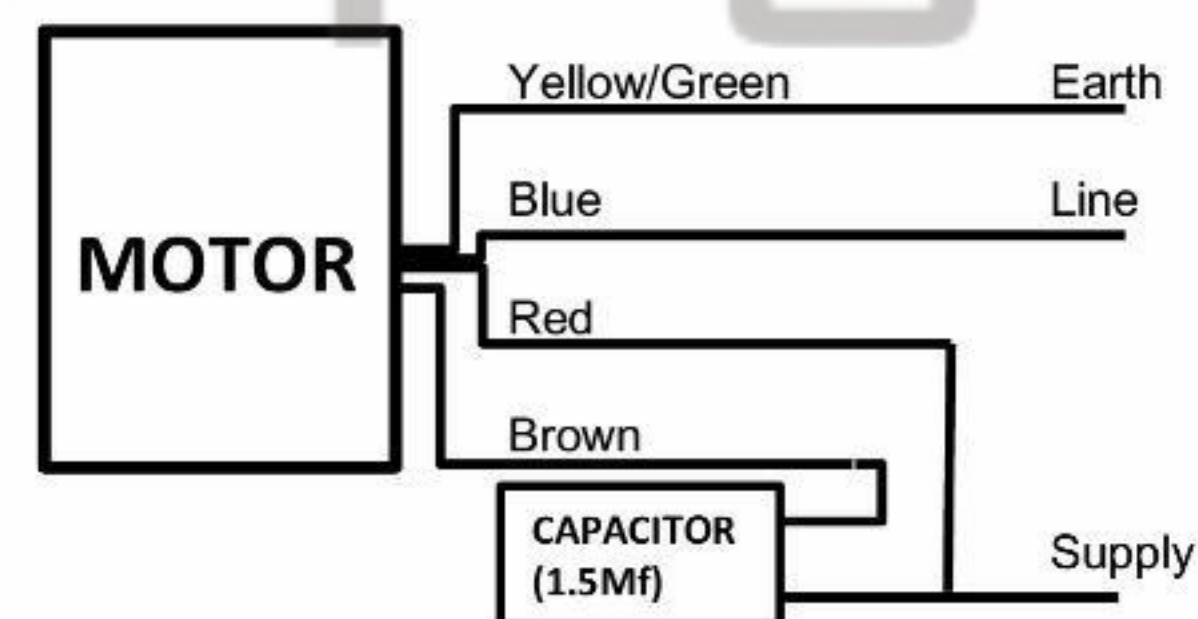 Yellow/Green Earth
Blue Line
MOTOR
Red
Brown
CAPACITOR
(1.5Mf)
Supply